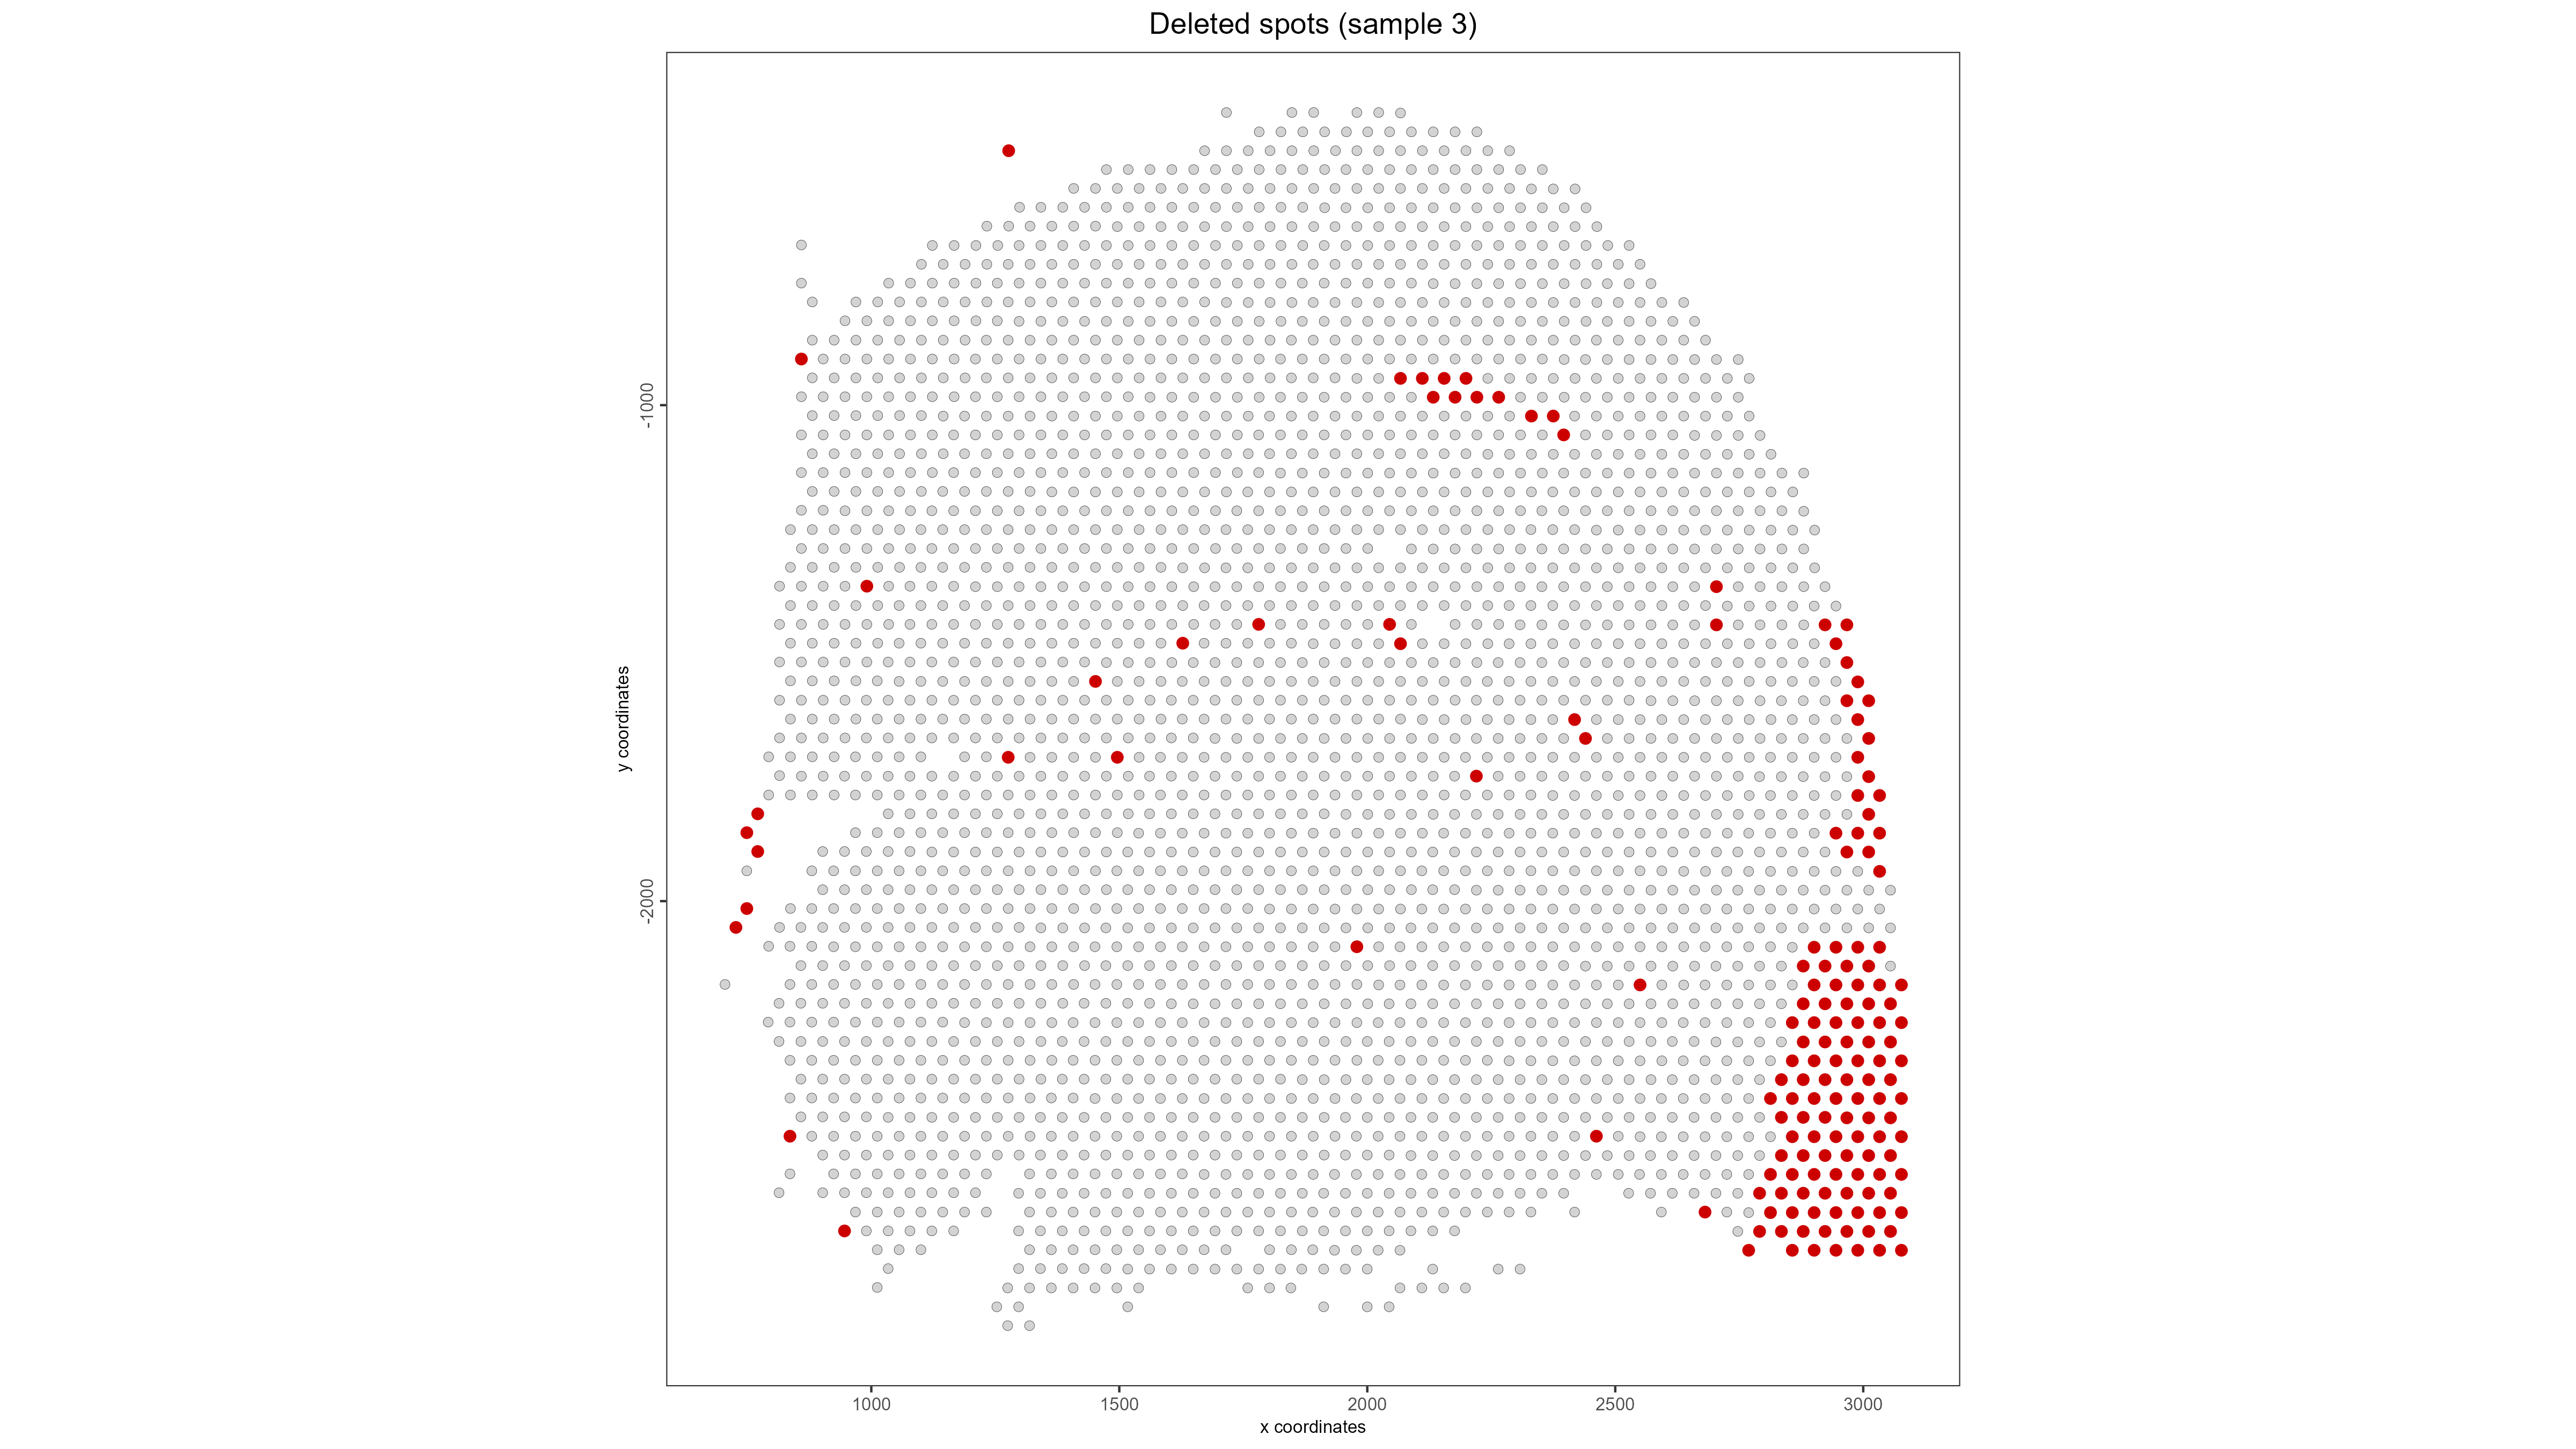 Deleted spots (sample 3)
-1000
-2000
y coordinates
1000 1500 2000 2500 3000
x coordinates